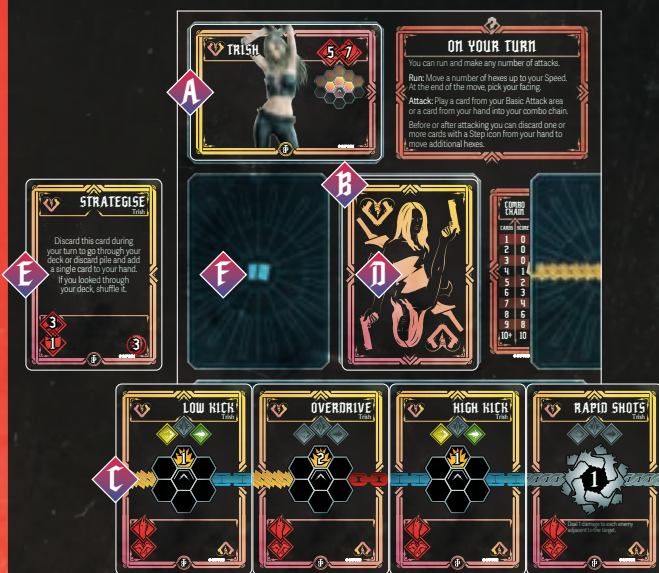 TRISH
5 7
ON YOUR TURN
You can run and make any number of attacks.
Run: Move a number of hexes up to your Speed.
At the end of the move, pick your facing.
Attack: Play a card from your Basic Attack area
or a card from your hand into your combo chain.
Before or after attacking you can discard one or
more cards with a Step icon from your hand to
move additional hexes.
A
B
STRATEGISE
Trish
Discard this card during
your turn to go through your
deck or discard pile and add
a single card to your hand.
If you looked through
your deck, shuffle it.
3
1
3
E
F
D
COMBO
CHAIN
CARDS SCORE
1 0
2 0
3 0
4 1
5 2
6 3
7 4
8 6
9 8
10+ 10
C
LOW KICK
Trish
1
OVERDRIVE
Trish
2
HIGH KICK
Trish
1
RAPID SHOTS
Trish
1
Deal 1 damage to each enemy
adjacent to the target.